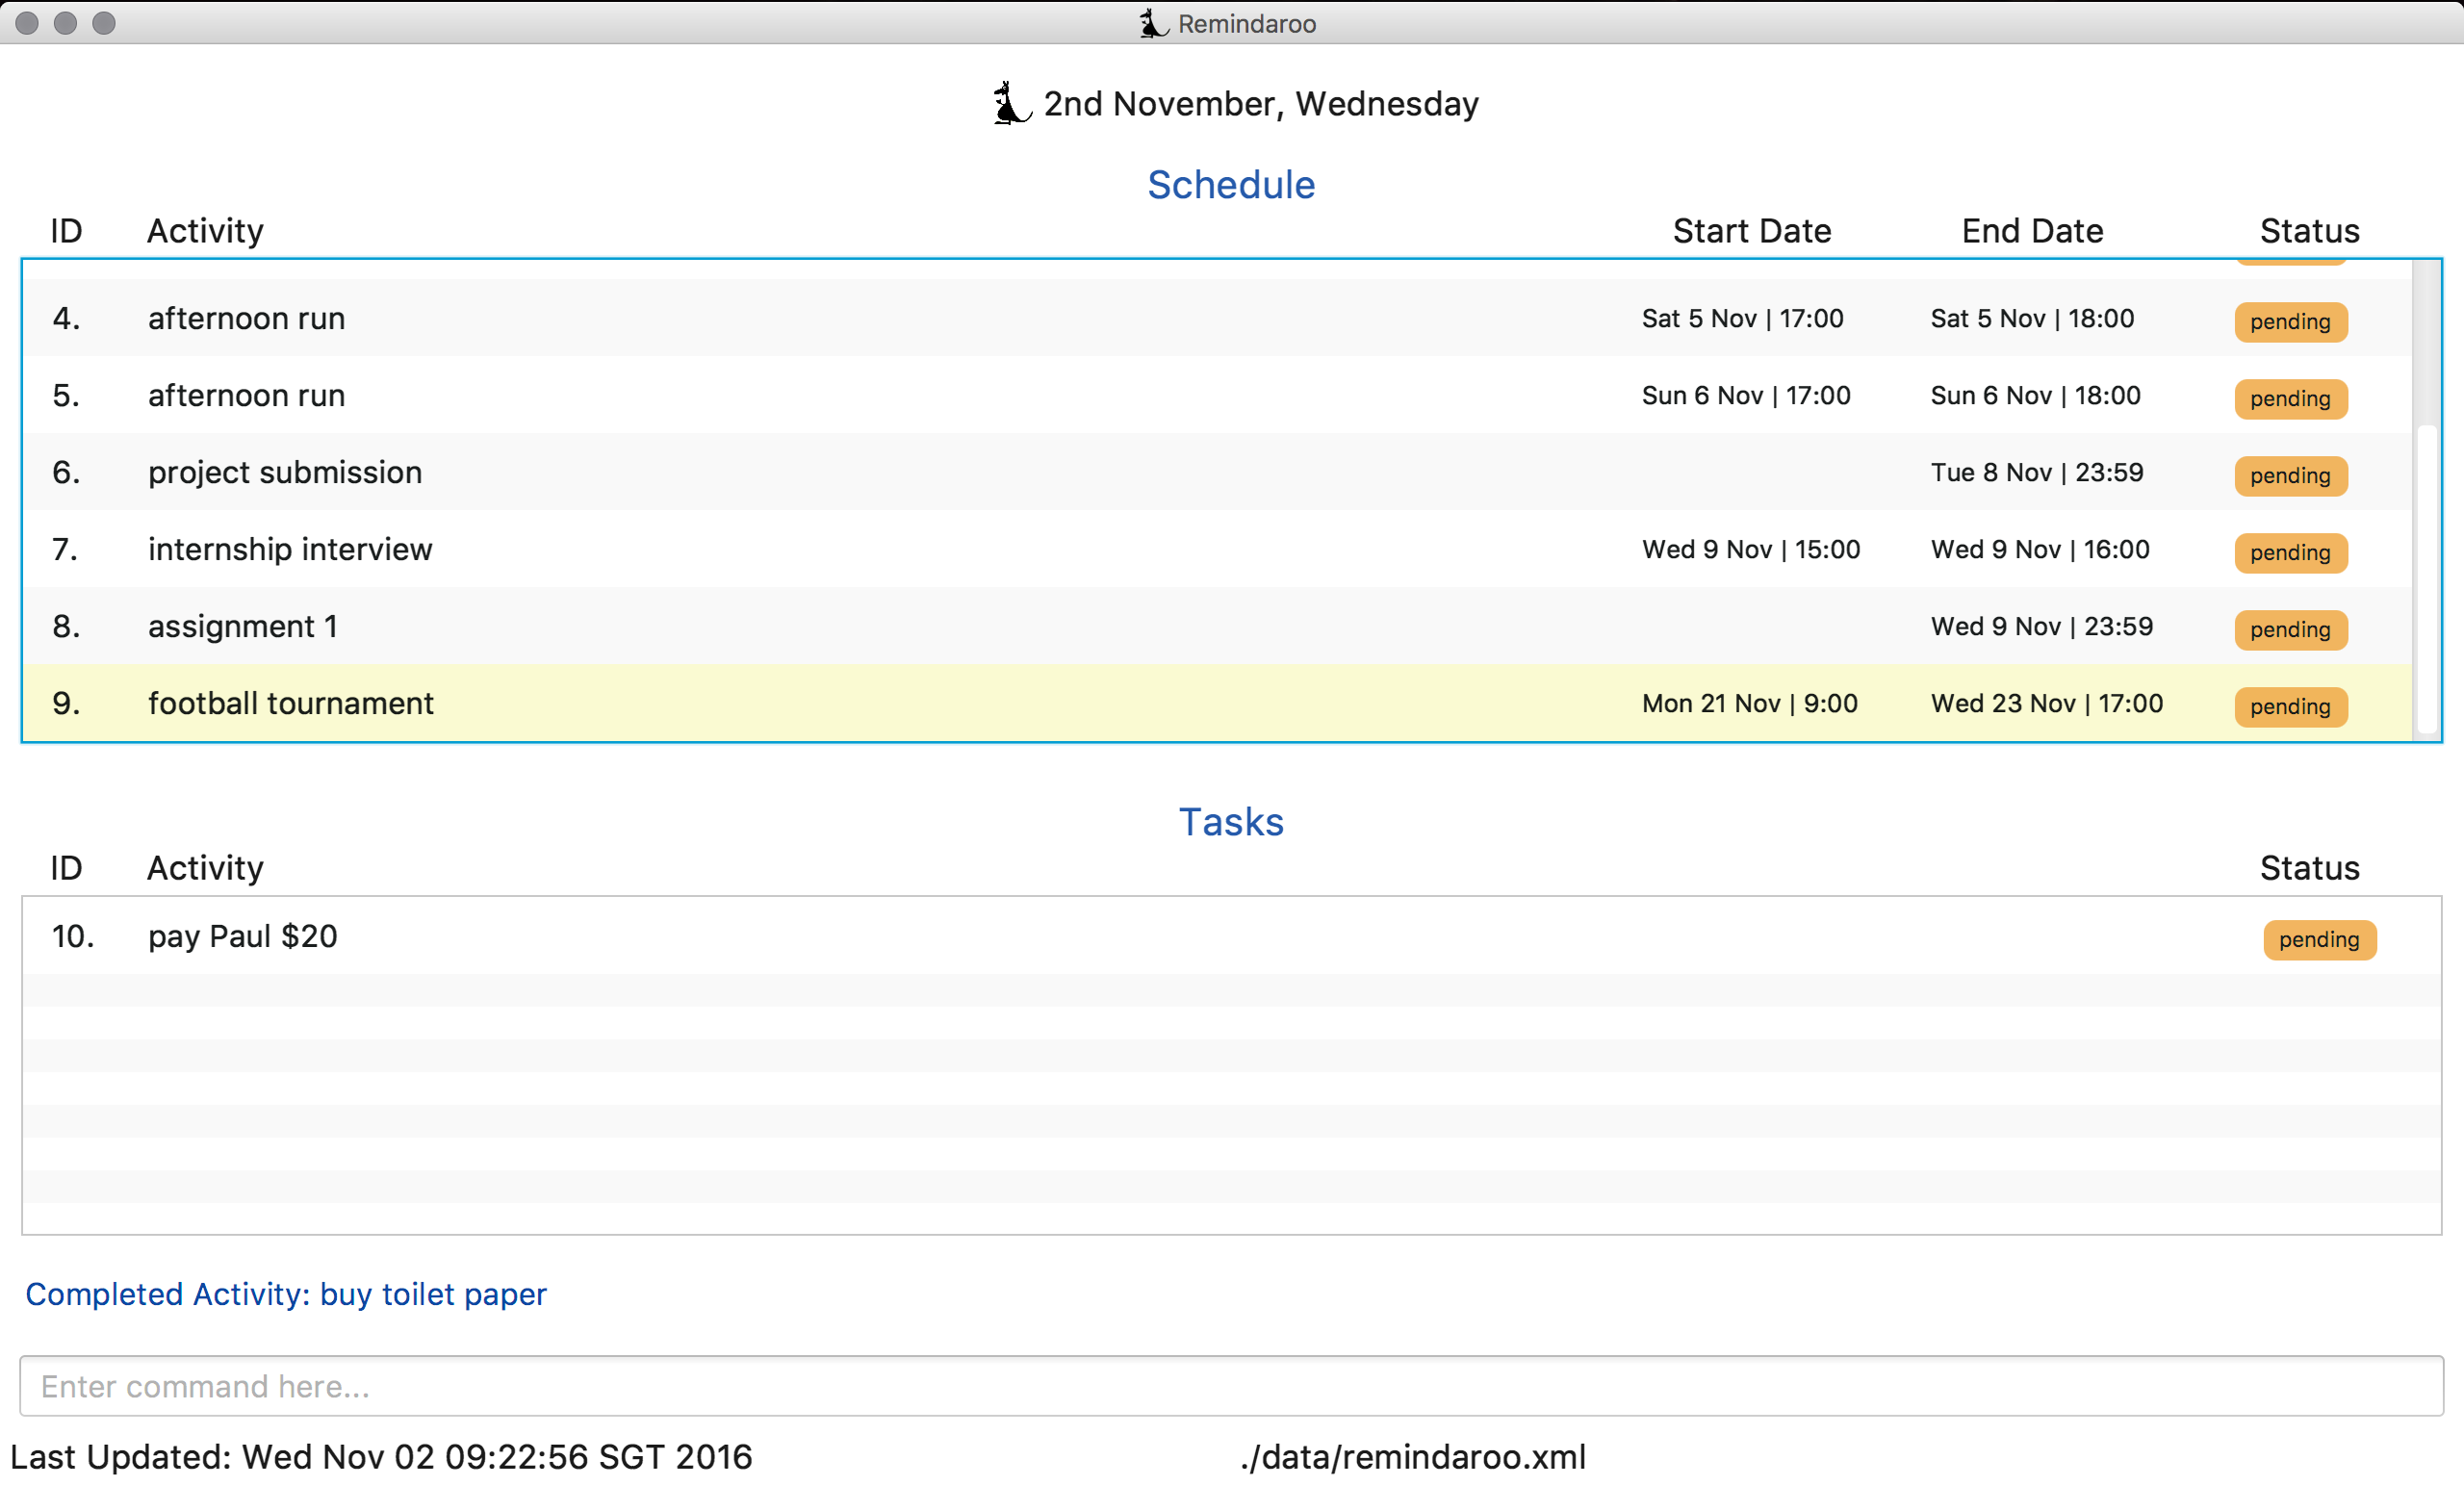 Remindaroo
2nd November, Wednesday
Schedule
ID Activity Start Date End Date Status
4. afternoon run Sat 5 Nov | 17:00 Sat 5 Nov | 18:00 pending
5. afternoon run Sun 6 Nov | 17:00 Sun 6 Nov | 18:00 pending
6. project submission Tue 8 Nov | 23:59 pending
7. internship interview Wed 9 Nov | 15:00 Wed 9 Nov | 16:00 pending
8. assignment 1 Wed 9 Nov | 23:59 pending
9. football tournament Mon 21 Nov | 9:00 Wed 23 Nov | 17:00 pending
Tasks
ID Activity Status
10. pay Paul $20 pending
Completed Activity: buy toilet paper
Enter command here...
Last Updated: Wed Nov 02 09:22:56 SGT 2016 ./data/remindaroo.xml